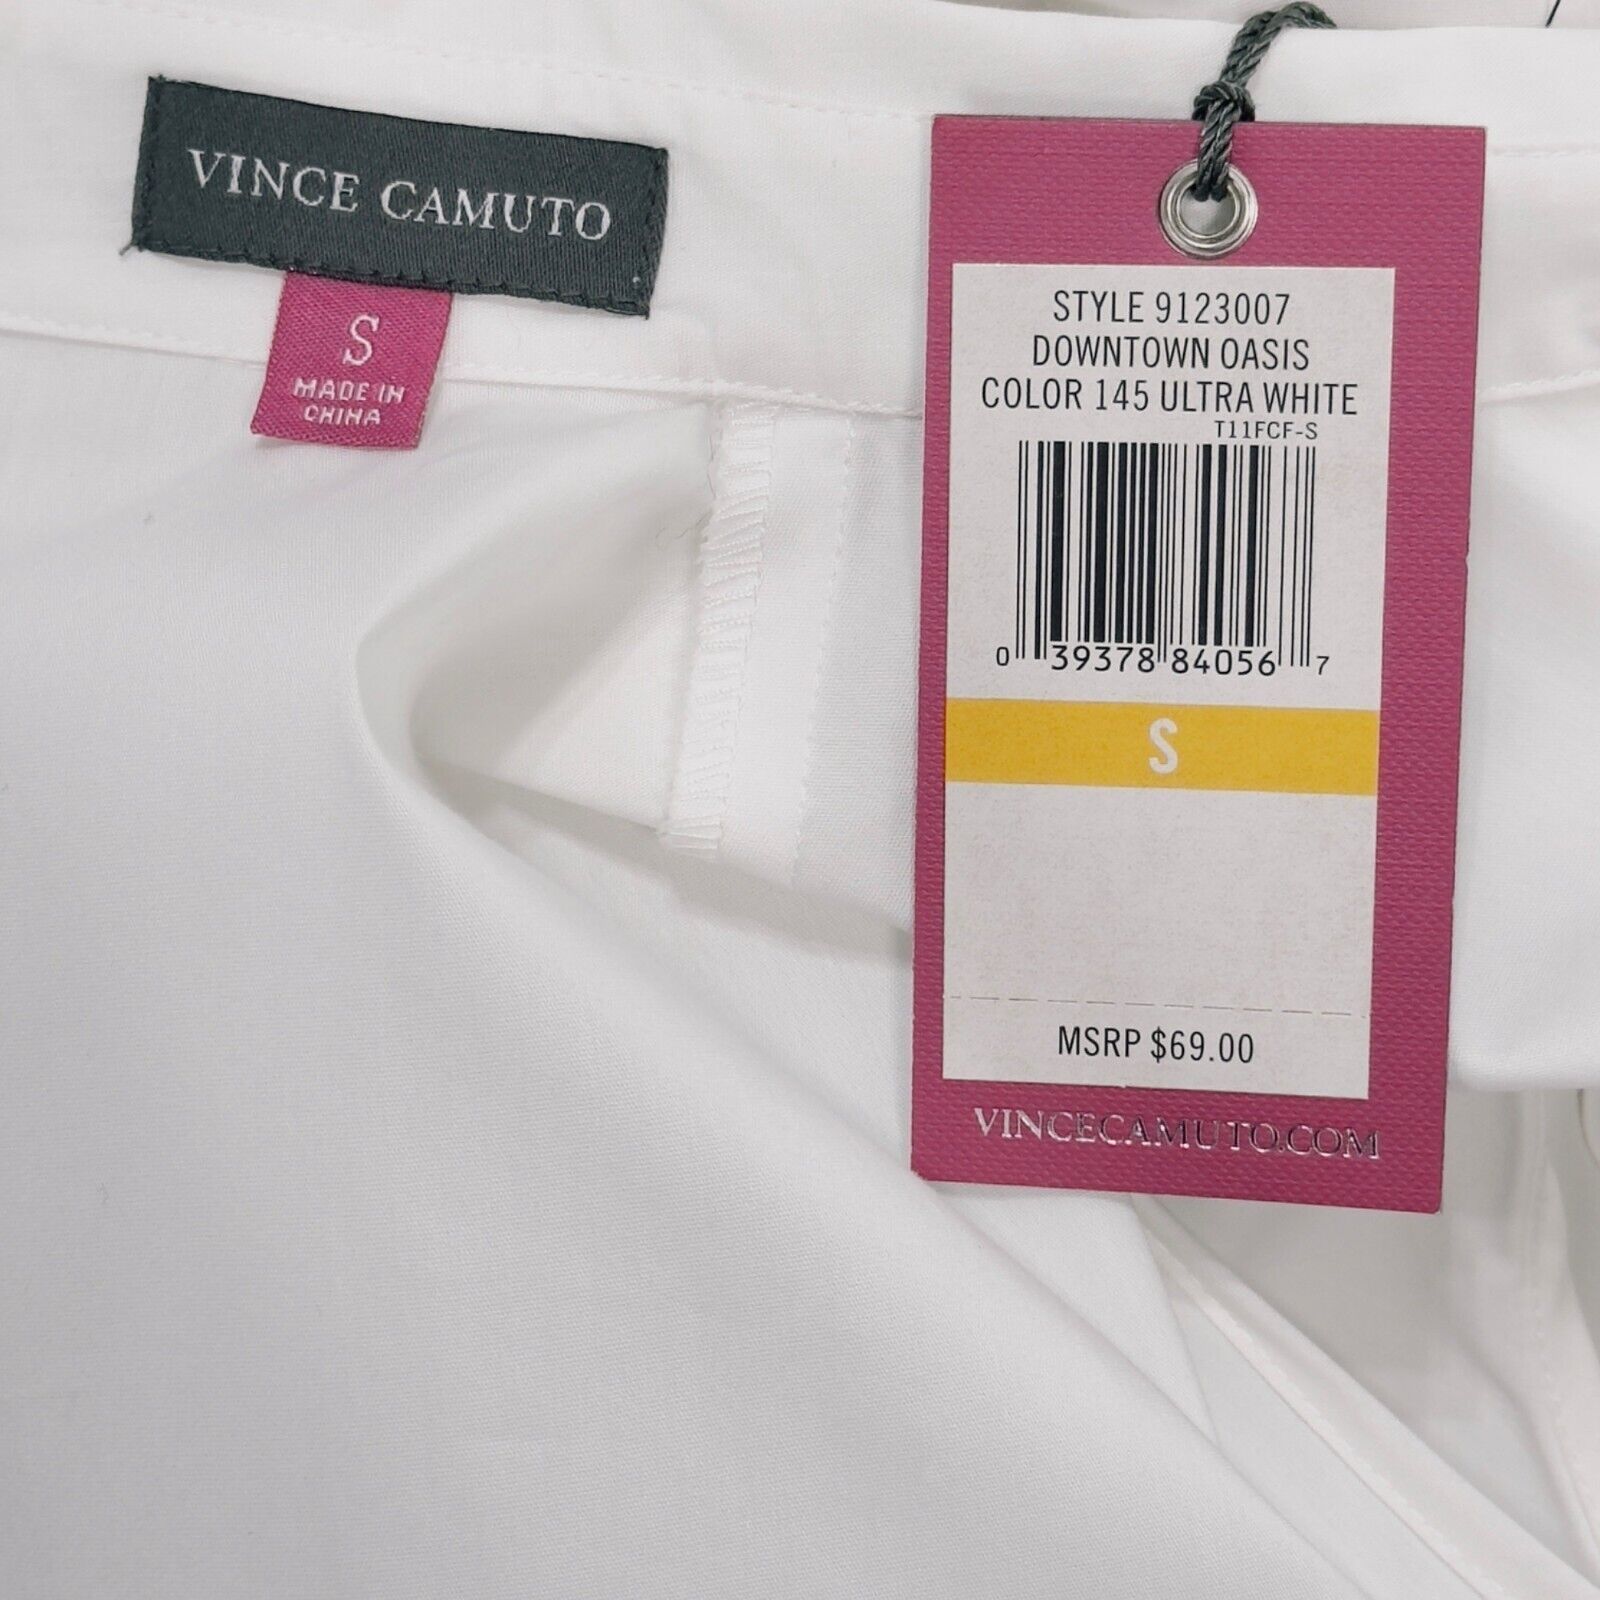 VINCE CAMUTO
S
MADE IN
CHINA
STYLE 9123007
DOWNTOWN OASIS
COLOR 145 ULTRA WHITE
T11FCF-S
0 39378 84056 7
S
MSRP $69.00
VINCECAMUTO.COM